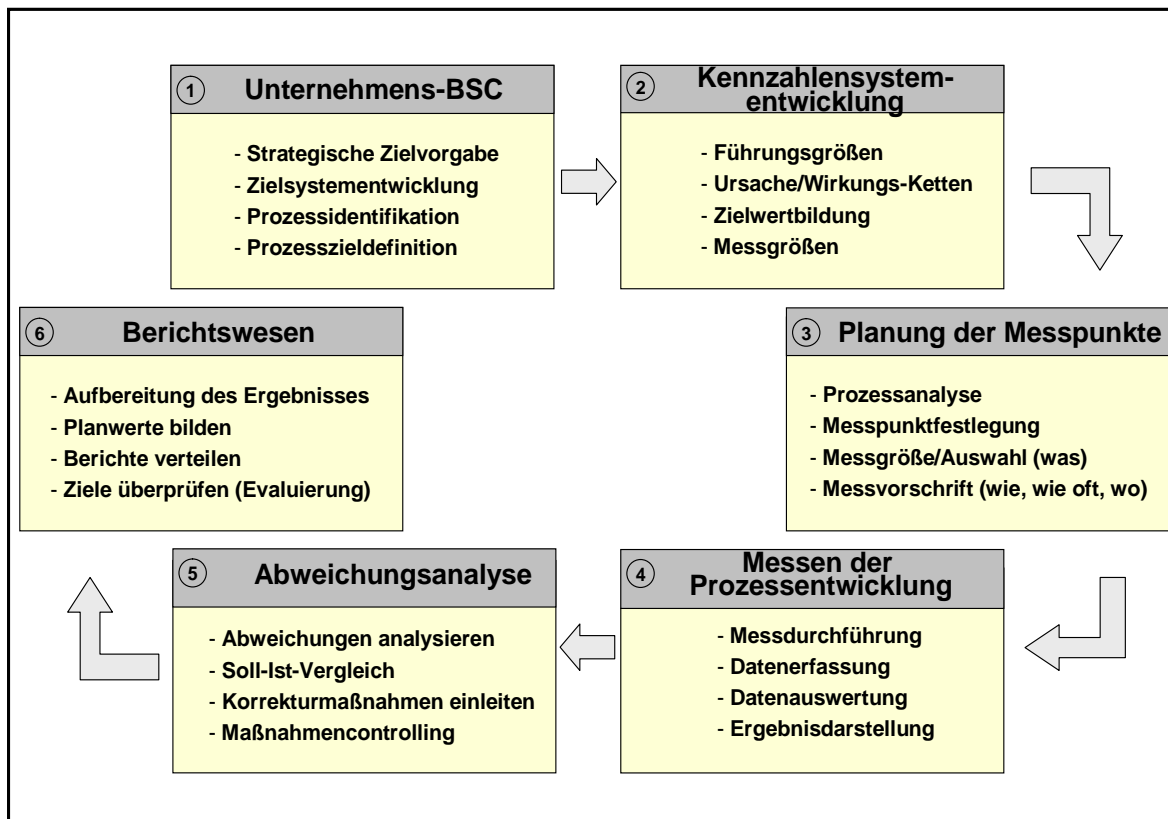 1 Unternehmens-BSC
- Strategische Zielvorgabe
- Zielsystementwicklung
- Prozessidentifikation
- Prozesszieldefinition
2 Kennzahlensystem-
entwicklung
- Führungsgrößen
- Ursache/Wirkungs-Ketten
- Zielwertbildung
- Messgrößen
3 Planung der Messpunkte
- Prozessanalyse
- Messpunktfestlegung
- Messgröße/Auswahl (was)
- Messvorschrift (wie, wie oft, wo)
4 Messen der
Prozessentwicklung
- Messdurchführung
- Datenerfassung
- Datenauswertung
- Ergebnisdarstellung
5 Abweichungsanalyse
- Abweichungen analysieren
- Soll-Ist-Vergleich
- Korrekturmaßnahmen einleiten
- Maßnahmencontrolling
6 Berichtswesen
- Aufbereitung des Ergebnisses
- Planwerte bilden
- Berichte verteilen
- Ziele überprüfen (Evaluierung)